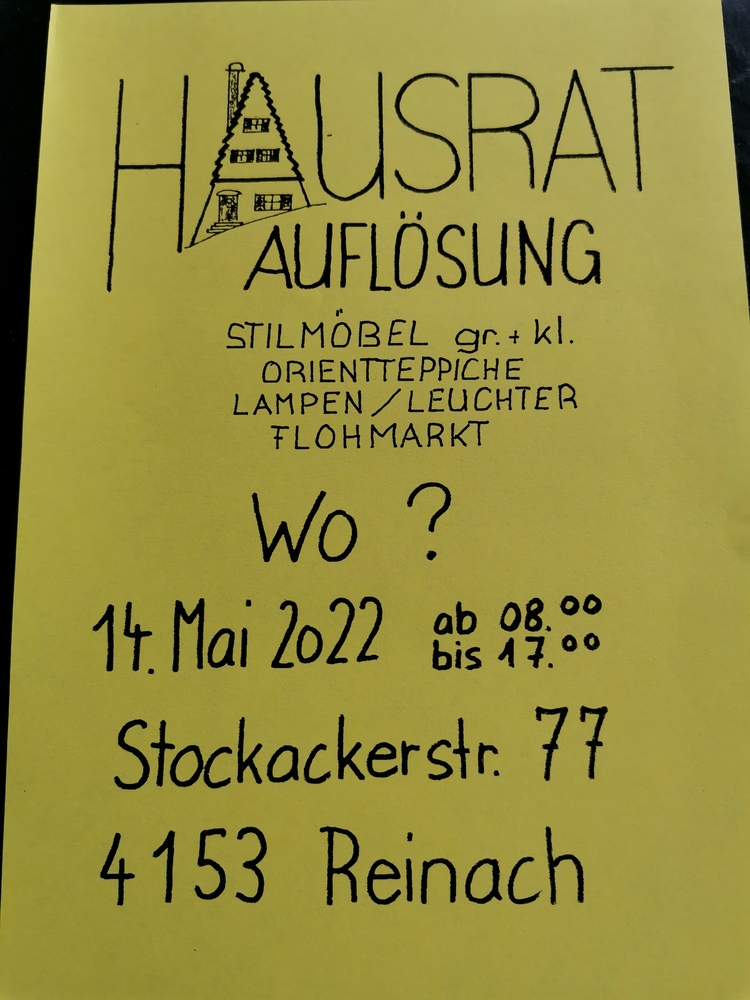 HAUSRAT
AUFLÖSUNG
STILMÖBEL gr. + kl.
ORIENTTEPPICHE
LAMPEN / LEUCHTER
FLOHMARKT
Wo ?
14. Mai 2022 ab 08.00
bis 17.00
Stockackerstr. 77
4153 Reinach